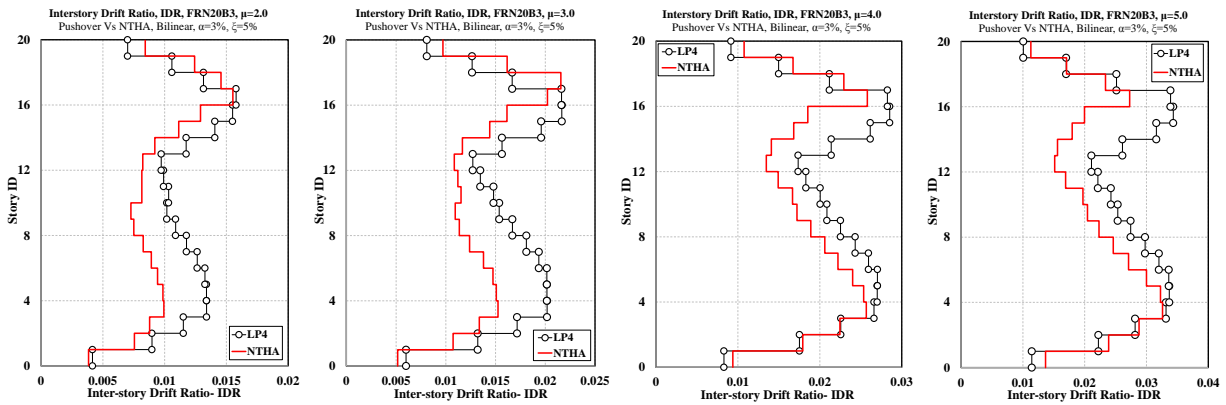 Interstory Drift Ratio, IDR, FRN20B3, μ=2.0
Pushover Vs NTHA, Bilinear, α=3%, ξ=5%
20
16
12
8
4
0
Story ID
LP4
NTHA
0
0.005
0.01
0.015
0.02
Inter-story Drift Ratio- IDR
Interstory Drift Ratio, IDR, FRN20B3, μ=3.0
Pushover Vs NTHA, Bilinear, α=3%, ξ=5%
20
16
12
8
4
0
Story ID
LP4
NTHA
0
0.005
0.01
0.015
0.02
0.025
Inter-story Drift Ratio- IDR
Interstory Drift Ratio, IDR, FRN20B3, μ=4.0
Pushover Vs NTHA, Bilinear, α=3%, ξ=5%
20
16
12
8
4
0
Story ID
LP4
NTHA
0
0.01
0.02
0.03
Inter-story Drift Ratio- IDR
Interstory Drift Ratio, IDR, FRN20B3, μ=5.0
Pushover Vs NTHA, Bilinear, α=3%, ξ=5%
20
16
12
8
4
0
Story ID
LP4
NTHA
0
0.01
0.02
0.03
0.04
Inter-story Drift Ratio- IDR